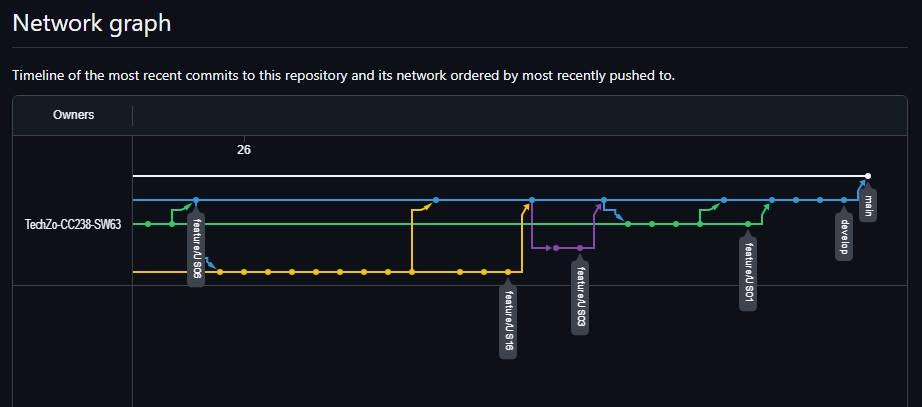 Network graph
Timeline of the most recent commits to this repository and its network ordered by most recently pushed to.
Owners
26
TechZo-CC238-SW63
feature/US06
feature/US16
feature/US03
feature/US01
develop
main